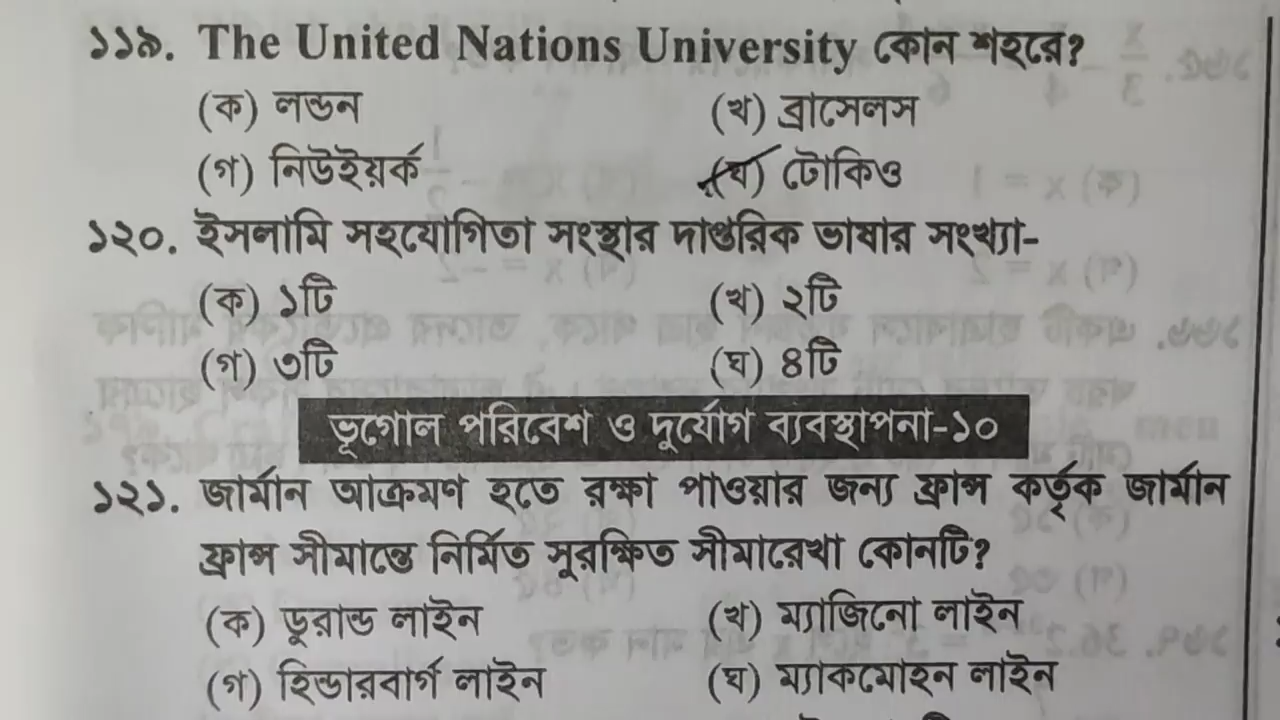 ১১৯. The United Nations University কোন শহরে?
(ক) লন্ডন (খ) ব্রাসেলস
(গ) নিউইয়র্ক (ঘ) টোকিও
১২০. ইসলামি সহযোগিতা সংস্থার দাপ্তরিক ভাষার সংখ্যা-
(ক) ১টি (খ) ২টি
(গ) ৩টি (ঘ) ৪টি
ভূগোল পরিবেশ ও দুর্যোগ ব্যবস্থাপনা-১০
১২১. জার্মান আক্রমণ হতে রক্ষা পাওয়ার জন্য ফ্রান্স কর্তৃক জার্মান
ফ্রান্স সীমান্তে নির্মিত সুরক্ষিত সীমারেখা কোনটি?
(ক) ডুরান্ড লাইন (খ) ম্যাজিনো লাইন
(গ) হিন্ডারবার্গ লাইন (ঘ) ম্যাকমোহন লাইন